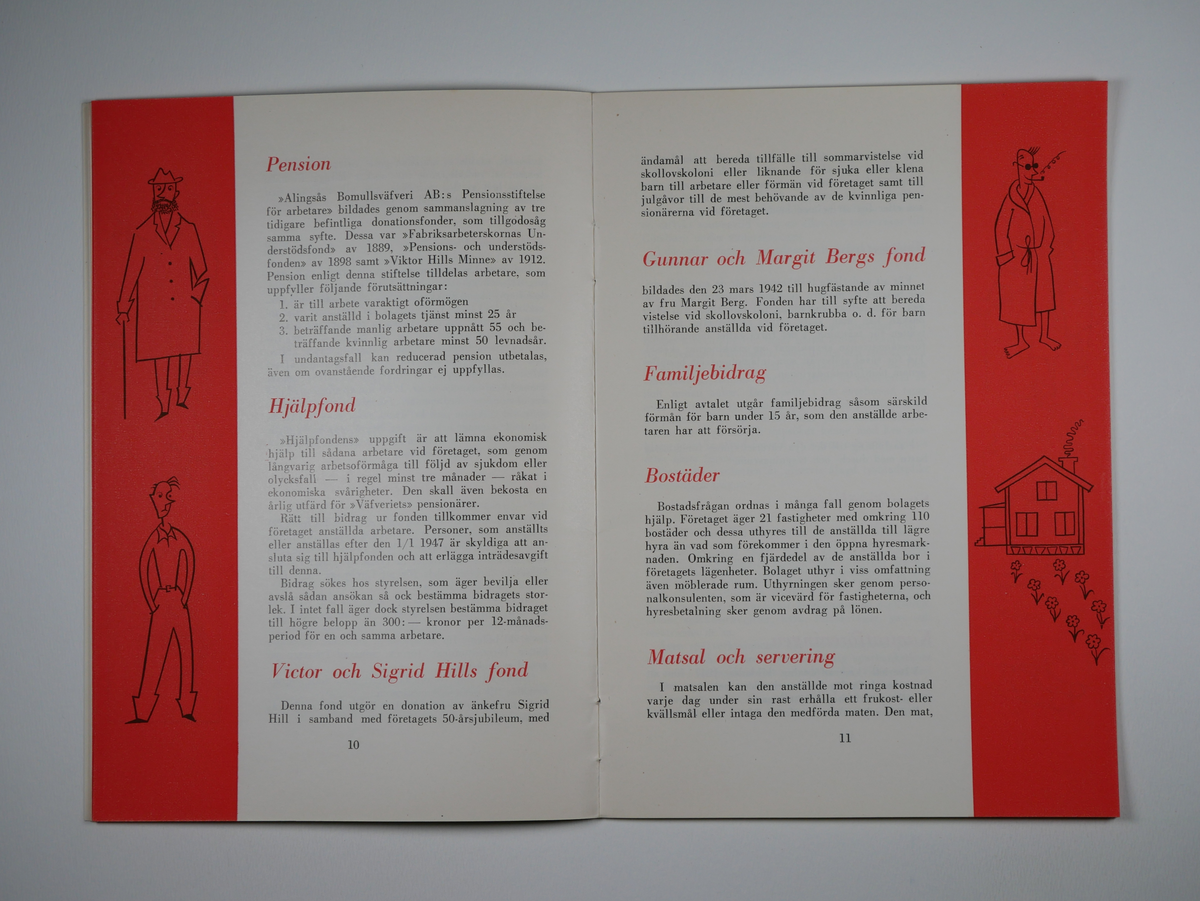 Pension
»Alingsås Bomullsväfveri AB:s Pensionsstiftelse
för arbetare» bildades genom sammanslagning av tre
tidigare befintliga donationsfonder, som tillgodosåg
samma syfte. Dessa var »Fabriksarbeterskornas Un-
derstödsfond» av 1889, »Pensions- och understöds-
fonden» av 1898 samt »Viktor Hills Minne» av 1912.
Pension enligt denna stiftelse tilldelas arbetare, som
uppfyller följande förutsättningar:
1. är till arbete varaktigt oförmögen
2. varit anställd i bolagets tjänst minst 25 år
3. beträffande manlig arbetare uppnått 55 och be-
träffande kvinnlig arbetare minst 50 levnadsår.
I undantagsfall kan reducerad pension utbetalas,
även om ovanstående fordringar ej uppfyllas.
Hjälpfond
»Hjälpfondens» uppgift är att lämna ekonomisk
hjälp till sådana arbetare vid företaget, som genom
långvarig arbetsoförmåga till följd av sjukdom eller
olycksfall — i regel minst tre månader — råkat i
ekonomiska svårigheter. Den skall även bekosta en
årlig utfärd för »Väfveriets» pensionärer.
Rätt till bidrag ur fonden tillkommer envar vid
företaget anställda arbetare. Personer, som anställts
eller anställas efter den 1/1 1947 är skyldiga att an-
sluta sig till hjälpfonden och att erlägga inträdesavgift
till denna.
Bidrag sökes hos styrelsen, som äger bevilja eller
avslå sådan ansökan så ock bestämma bidragets stor-
lek. I intet fall äger dock styrelsen bestämma bidraget
till högre belopp än 300:— kronor per 12-månads-
period för en och samma arbetare.
Victor och Sigrid Hills fond
Denna fond utgör en donation av änkefru Sigrid
Hill i samband med företagets 50-årsjubileum, med
10
ändamål att bereda tillfälle till sommarvistelse vid
skollovskoloni eller liknande för sjuka eller klena
barn till arbetare eller förmän vid företaget samt till
julgåvor till de mest behövande av de kvinnliga pen-
sionärerna vid företaget.
Gunnar och Margit Bergs fond
bildades den 23 mars 1942 till hugfästande av minnet
av fru Margit Berg. Fonden har till syfte att bereda
vistelse vid skollovskoloni, barnkrubba o. d. för barn
tillhörande anställda vid företaget.
Familjebidrag
Enligt avtalet utgår familjebidrag såsom särskild
förmån för barn under 15 år, som den anställde arbe-
taren har att försörja.
Bostäder
Bostadsfrågan ordnas i många fall genom bolagets
hjälp. Företaget äger 21 fastigheter med omkring 110
bostäder och dessa uthyres till de anställda till lägre
hyra än vad som förekommer i den öppna hyresmark-
naden. Omkring en fjärdedel av de anställda bor i
företagets lägenheter. Bolaget uthyr i viss omfattning
även möblerade rum. Uthyrningen sker genom perso-
nalkonsulenten, som är vicevärd för fastigheterna, och
hyresbetalning sker genom avdrag på lönen.
Matsal och servering
I matsalen kan den anställde mot ringa kostnad
varje dag under sin rast erhålla ett frukost- eller
kvällsmål eller intaga den medförda maten. Den mat,
11